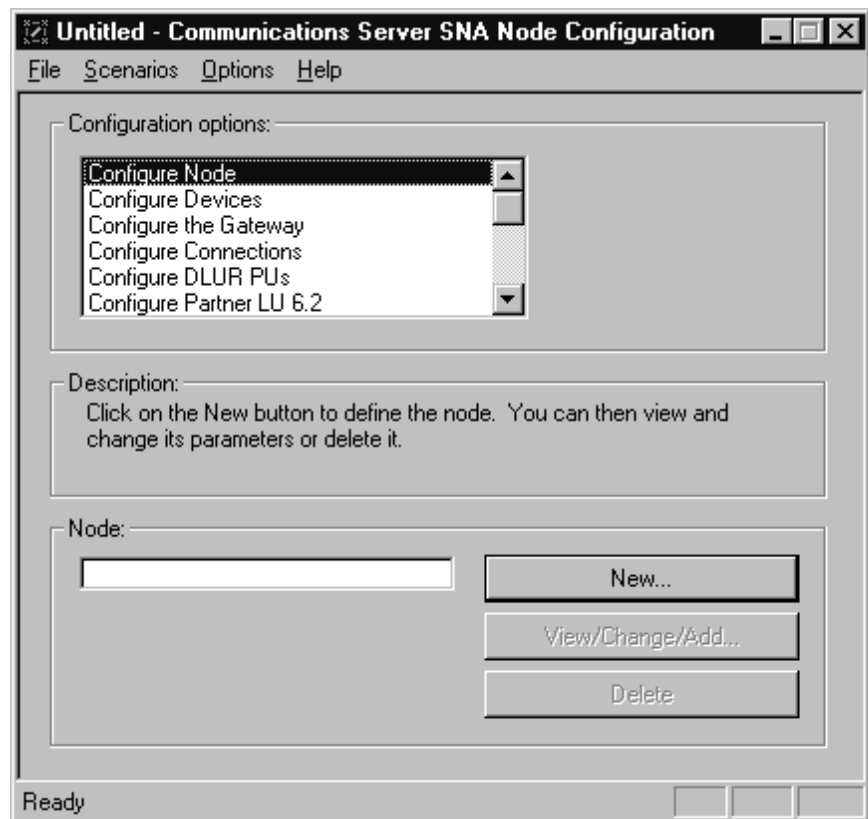 Untitled - Communications Server SNA Node Configuration
File Scenarios Options Help
Configuration options:
Configure Node
Configure Devices
Configure the Gateway
Configure Connections
Configure DLUR PUs
Configure Partner LU 6.2
Description:
Click on the New button to define the node. You can then view and
change its parameters or delete it.
Node:
New...
View/Change/Add...
Delete
Ready